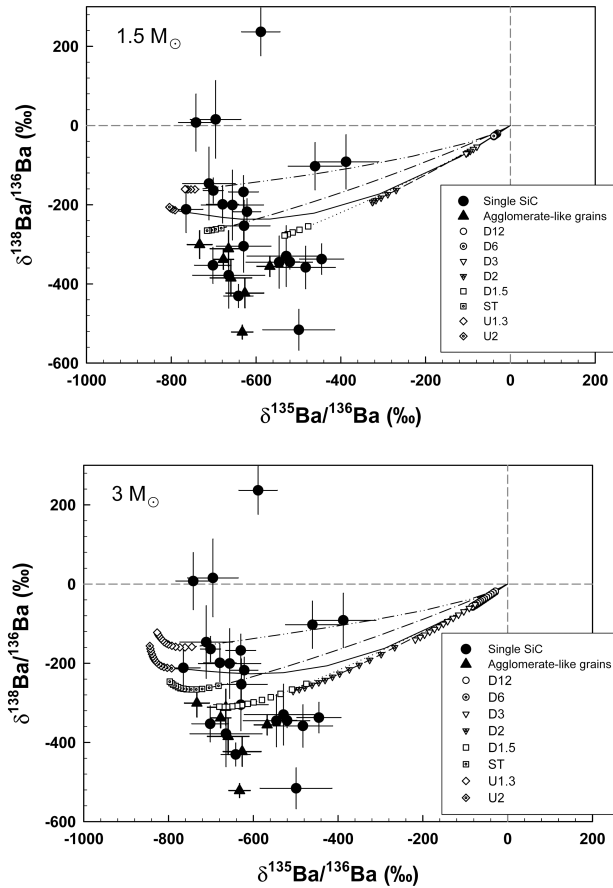 1.5 M⊙
200
0
-200
-400
-600
δ138Ba/136Ba (‰)
-1000
-800
-600
-400
-200
0
200
δ135Ba/136Ba (‰)
Single SiC
Agglomerate-like grains
D12
D6
D3
D2
D1.5
ST
U1.3
U2
3 M⊙
200
0
-200
-400
-600
δ138Ba/136Ba (‰)
-1000
-800
-600
-400
-200
0
200
δ135Ba/136Ba (‰)
Single SiC
Agglomerate-like grains
D12
D6
D3
D2
D1.5
ST
U1.3
U2